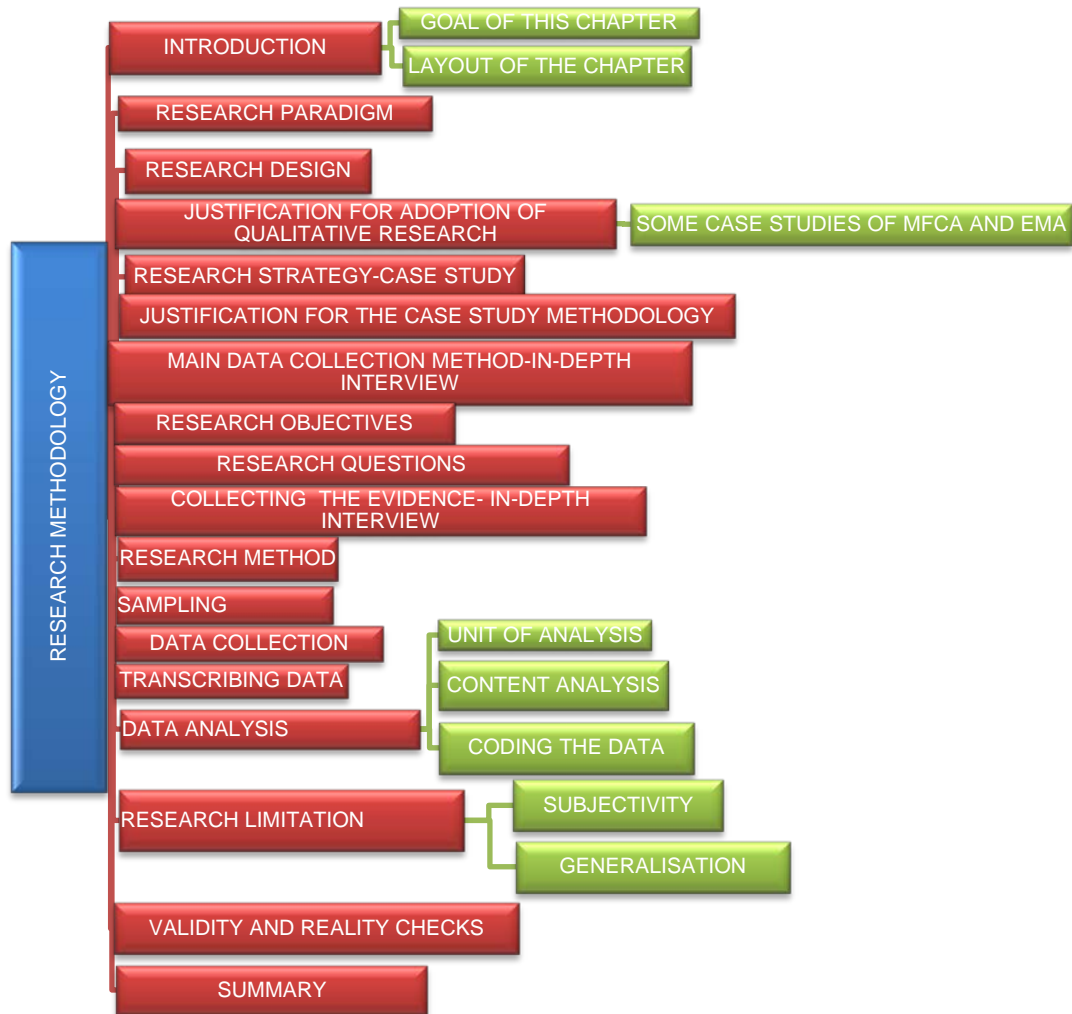 RESEARCH METHODOLOGY
INTRODUCTION
GOAL OF THIS CHAPTER
LAYOUT OF THE CHAPTER
RESEARCH PARADIGM
RESEARCH DESIGN
JUSTIFICATION FOR ADOPTION OF
QUALITATIVE RESEARCH
SOME CASE STUDIES OF MFCA AND EMA
RESEARCH STRATEGY-CASE STUDY
JUSTIFICATION FOR THE CASE STUDY METHODOLOGY
MAIN DATA COLLECTION METHOD-IN-DEPTH
INTERVIEW
RESEARCH OBJECTIVES
RESEARCH QUESTIONS
COLLECTING THE EVIDENCE- IN-DEPTH
INTERVIEW
RESEARCH METHOD
SAMPLING
DATA COLLECTION
TRANSCRIBING DATA
DATA ANALYSIS
UNIT OF ANALYSIS
CONTENT ANALYSIS
CODING THE DATA
RESEARCH LIMITATION
SUBJECTIVITY
GENERALISATION
VALIDITY AND REALITY CHECKS
SUMMARY